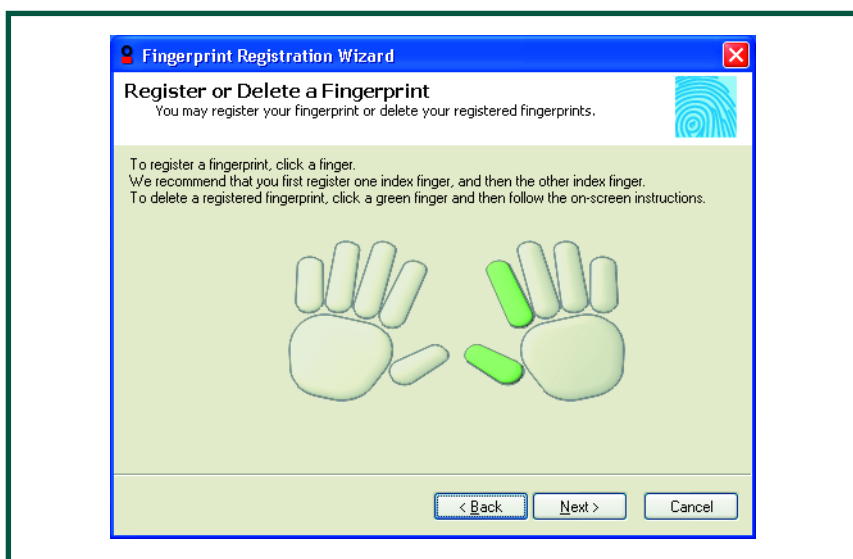 Fingerprint Registration Wizard
Register or Delete a Fingerprint
You may register your fingerprint or delete your registered fingerprints.
To register a fingerprint, click a finger.
We recommend that you first register one index finger, and then the other index finger.
To delete a registered fingerprint, click a green finger and then follow the on-screen instructions.
< Back Next > Cancel